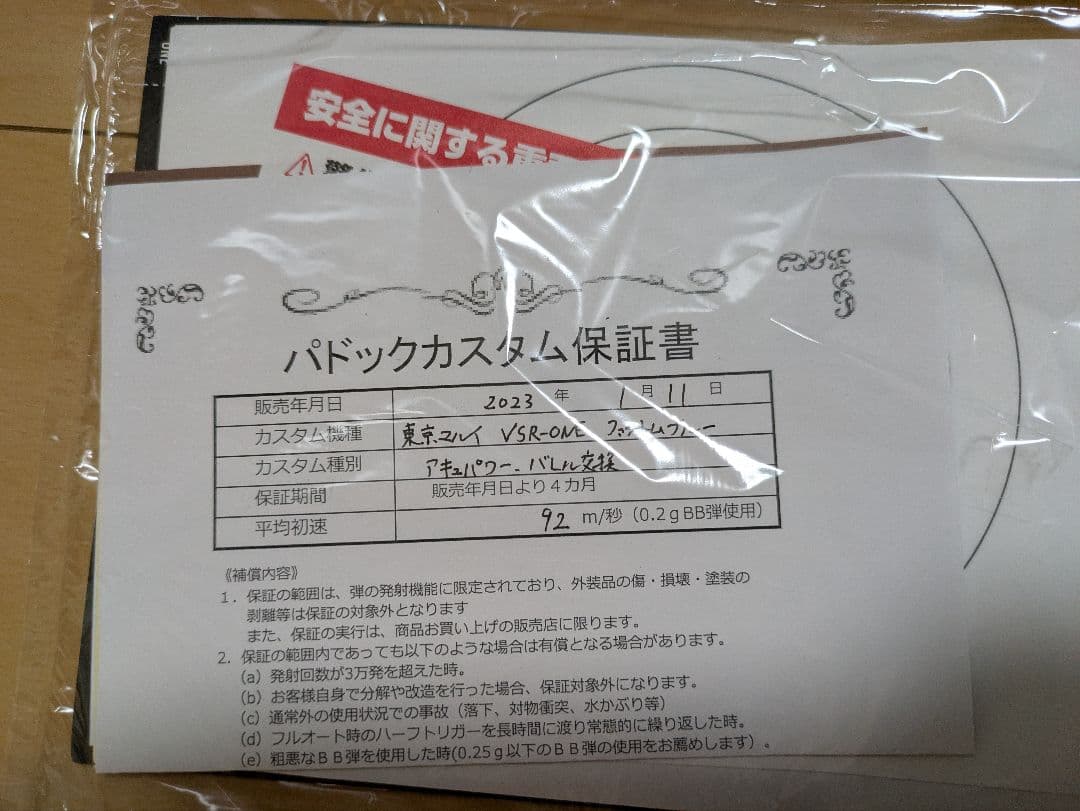 安全に関する重
パドックカスタム保証書
販売年月日 2023 年 1 月 11 日
カスタム機種 東京マルイ VSR-ONE ファントムブルー
カスタム種別 アキュパワー、バレル交換
保証期間 販売年月日より4カ月
平均初速 92 m/秒（0.2gBB弾使用）
《補償内容》
1．保証の範囲は、弾の発射機能に限定されており、外装品の傷・損壊・塗装の
剥離等は保証の対象外となります
また、保証の実行は、商品お買い上げの販売店に限ります。
2．保証の範囲内であっても以下のような場合は有償となる場合があります。
（a）発射回数が3万発を超えた時。
（b）お客様自身で分解や改造を行った場合、保証対象外になります。
（c）通常外の使用状況での事故（落下、対物衝突、水かぶり等）
（d）フルオート時のハーフトリガーを長時間に渡り常態的に繰り返した時。
（e）粗悪なＢＢ弾を使用した時(0.25ｇ以下のＢＢ弾の使用をお薦めします）。